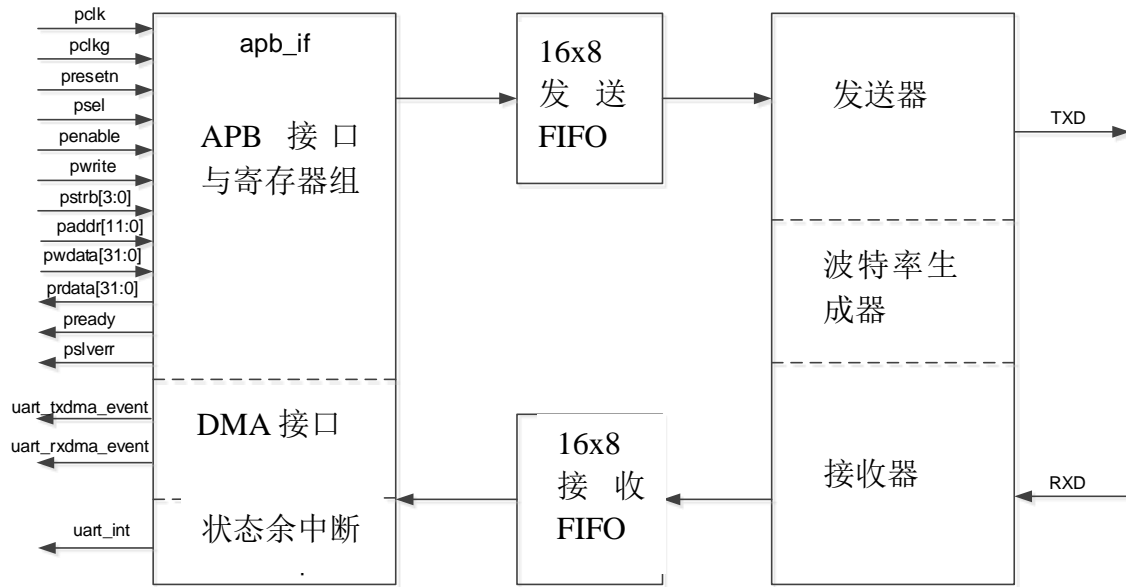 pclk
pclkg
presetn
psel
penable
pwrite
pstrb[3:0]
paddr[11:0]
pwdata[31:0]
prdata[31:0]
pready
pslverr
uart_txdma_event
uart_rxdma_event
uart_int
apb_if
APB 接口
与寄存器组
DMA 接口
状态余中断
.
16x8
发 送
FIFO
16x8
接 收
FIFO
发送器
波特率生
成器
接收器
TXD
RXD